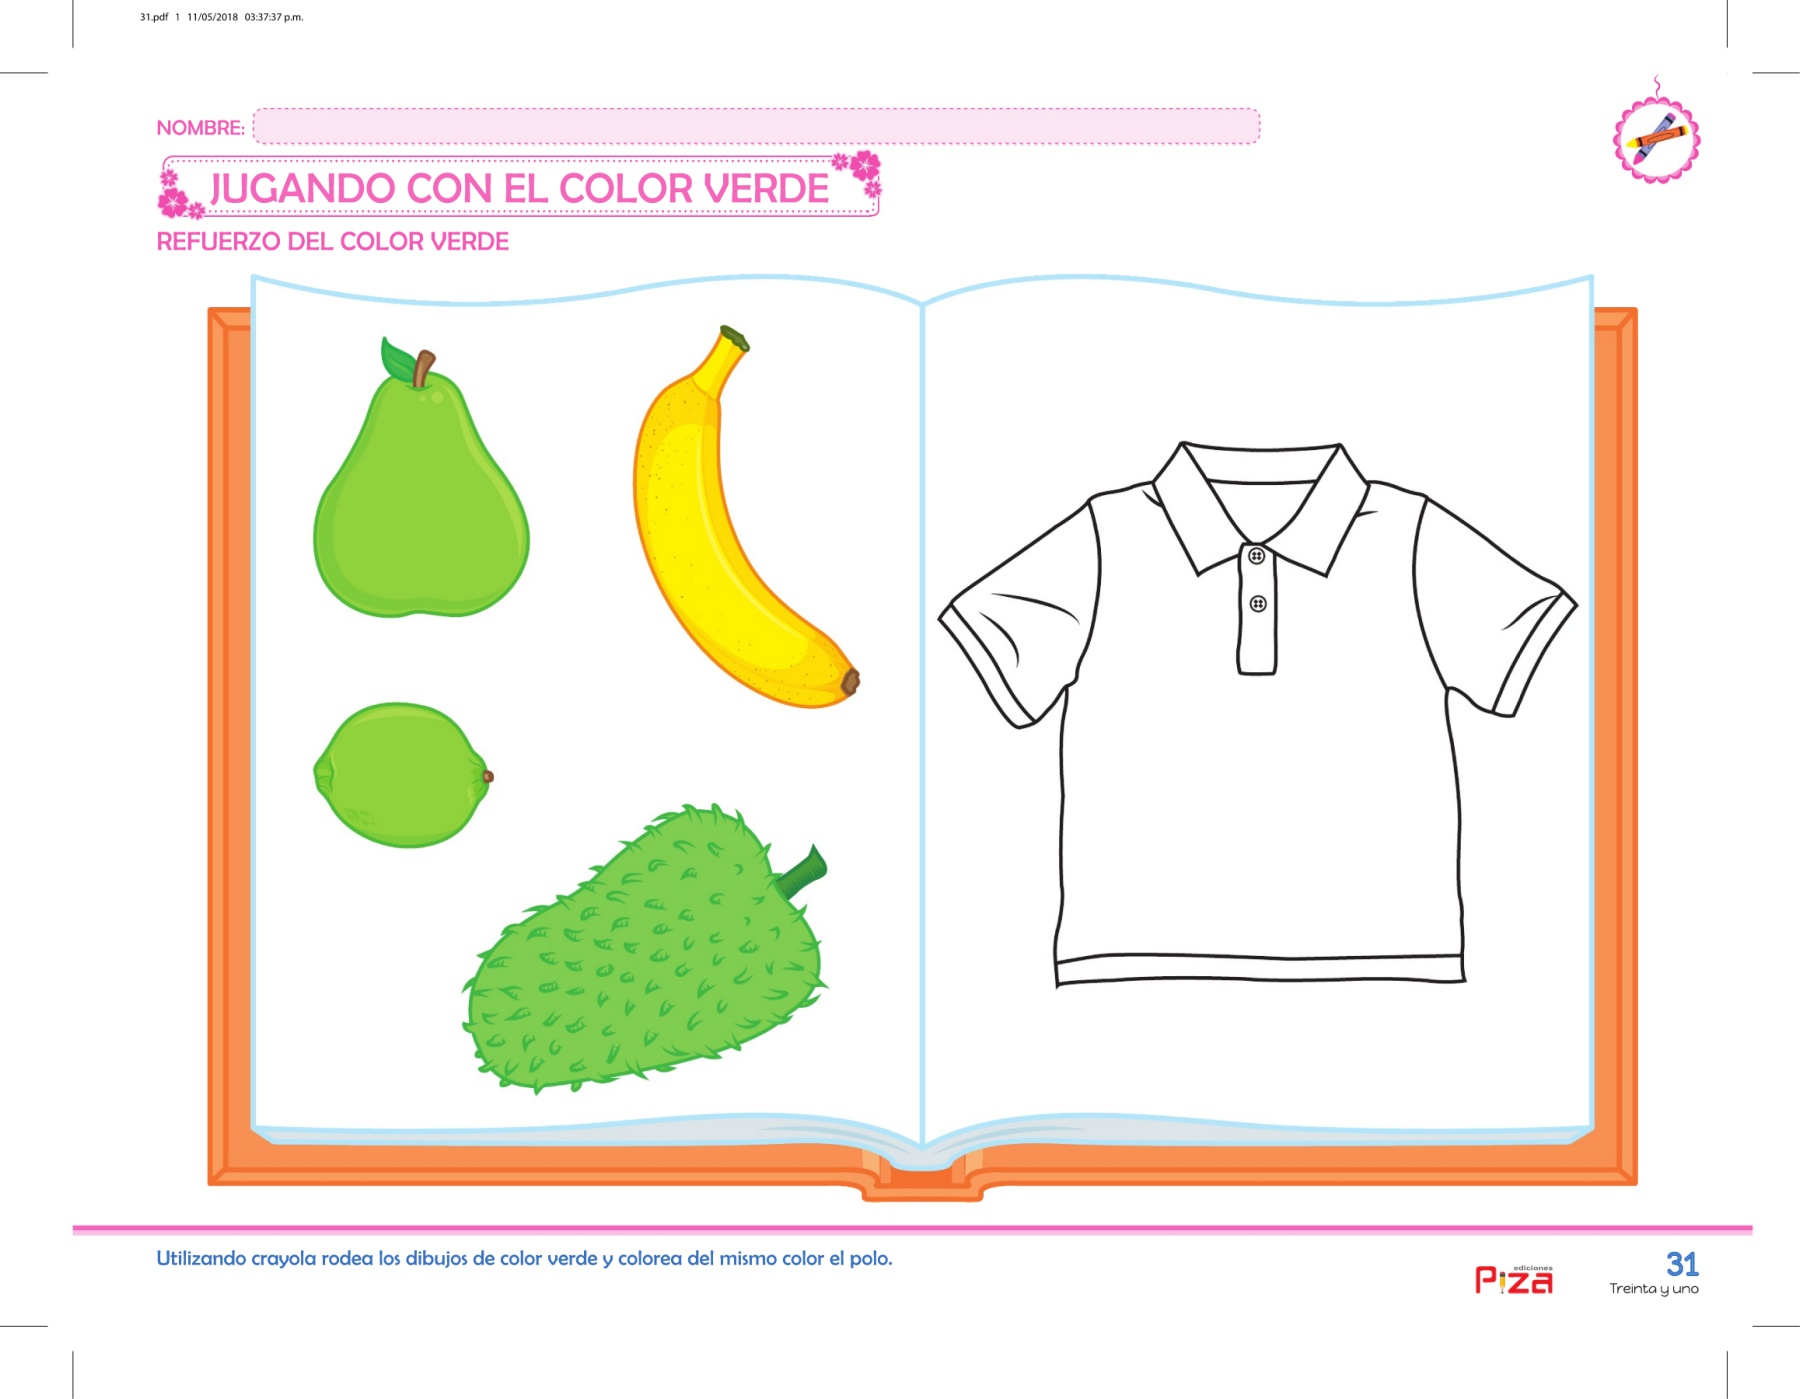 31.pdf 1 11/05/2018 03:37:37 p.m.
NOMBRE:
JUGANDO CON EL COLOR VERDE
REFUERZO DEL COLOR VERDE
Utilizando crayola rodea los dibujos de color verde y colorea del mismo color el polo.
ediciones
Piza
31
Treinta y uno